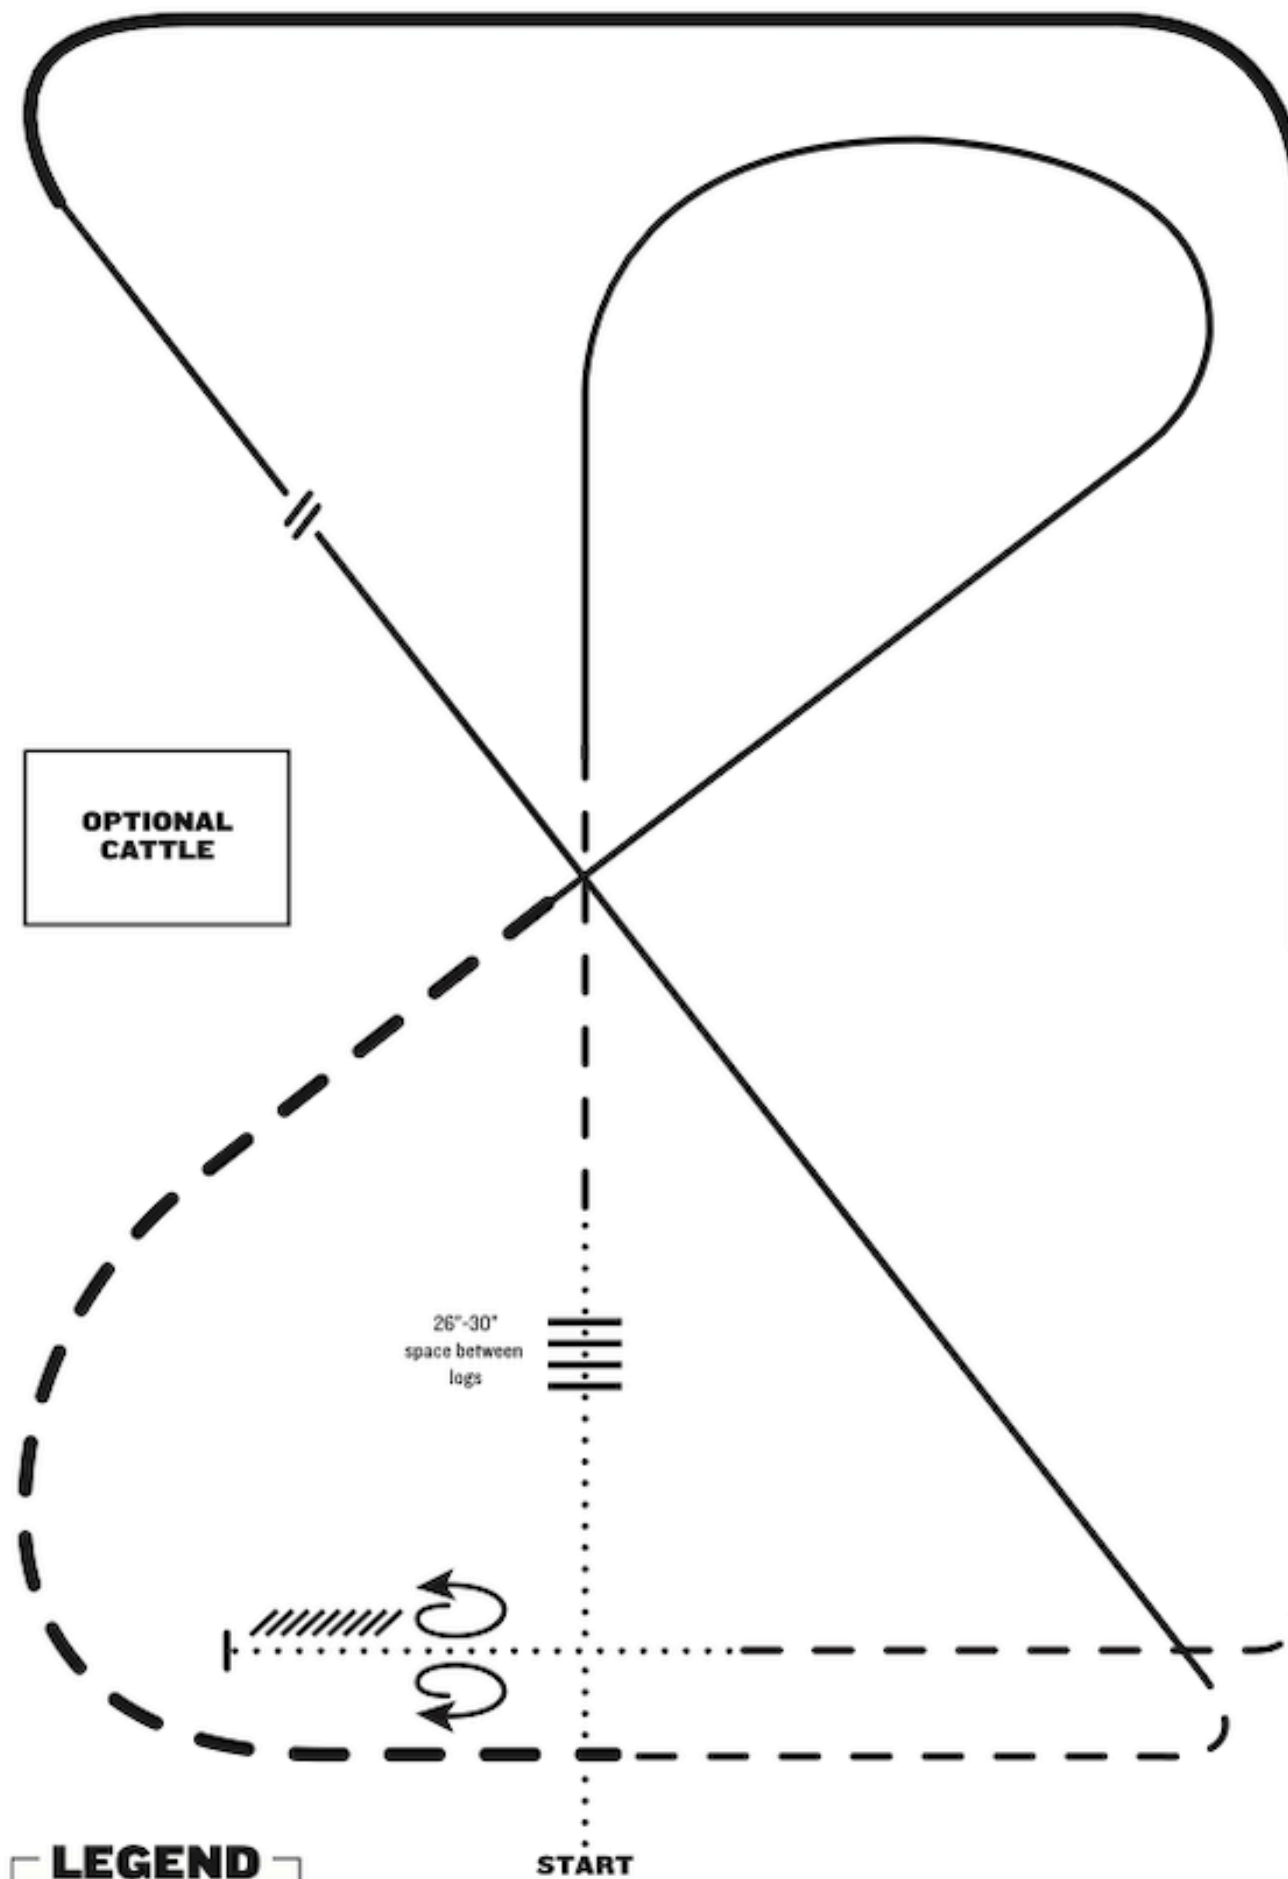 OPTIONAL
CATTLE
26"-30"
space between
logs
LEGEND
START